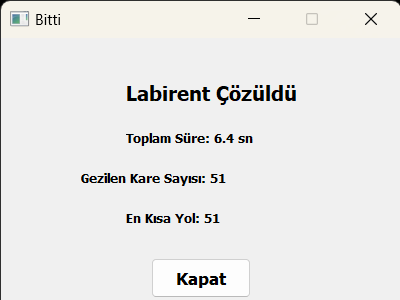 Bitti
Labirent Çözüldü
Toplam Süre: 6.4 sn
Gezilen Kare Sayısı: 51
En Kısa Yol: 51
Kapat